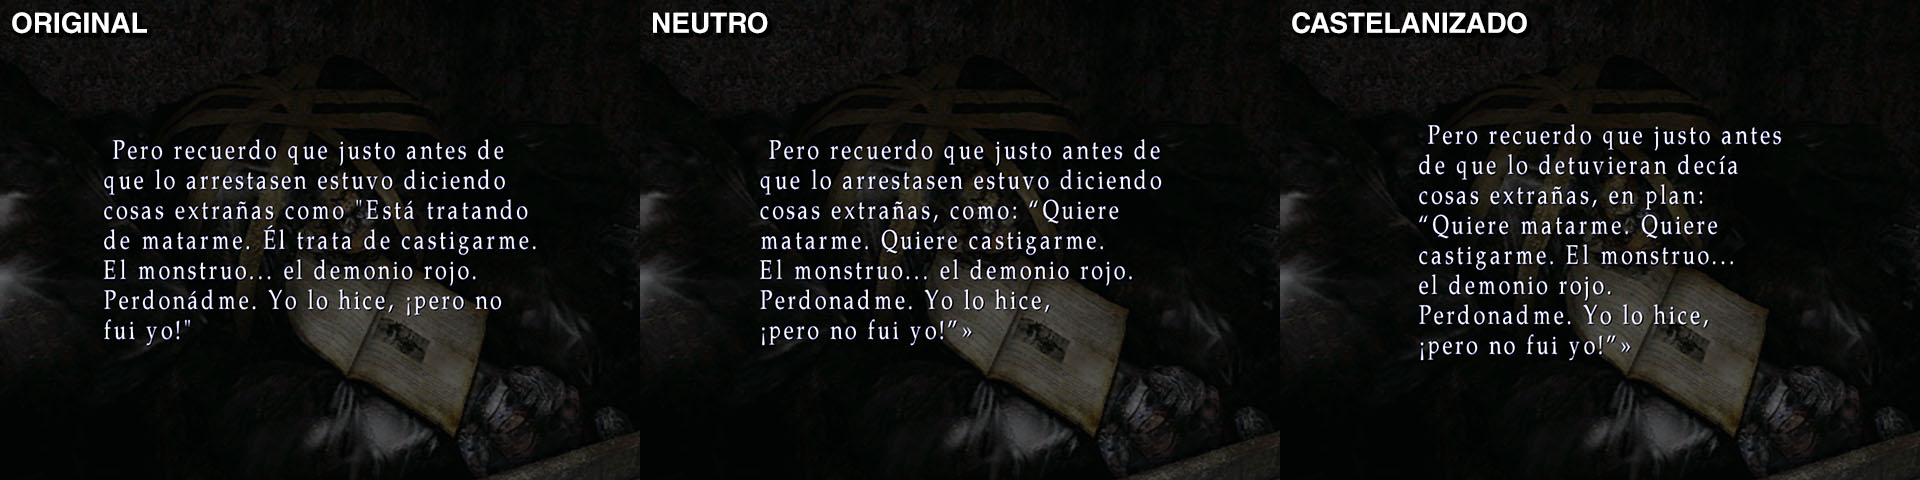 ORIGINAL
Pero recuerdo que justo antes de
que lo arrestasen estuvo diciendo
cosas extrañas como "Está tratando
de matarme. Él trata de castigarme.
El monstruo... el demonio rojo.
Perdonádme. Yo lo hice, ¡pero no
fui yo!"
NEUTRO
Pero recuerdo que justo antes de
que lo arrestasen estuvo diciendo
cosas extrañas, como: “Quiere
matarme. Quiere castigarme.
El monstruo... el demonio rojo.
Perdonadme. Yo lo hice,
¡pero no fui yo!”»
CASTELANIZADO
Pero recuerdo que justo antes
de que lo detuvieran decía
cosas extrañas, en plan:
“Quiere matarme. Quiere
castigarme. El monstruo...
el demonio rojo.
Perdonadme. Yo lo hice,
¡pero no fui yo!”»